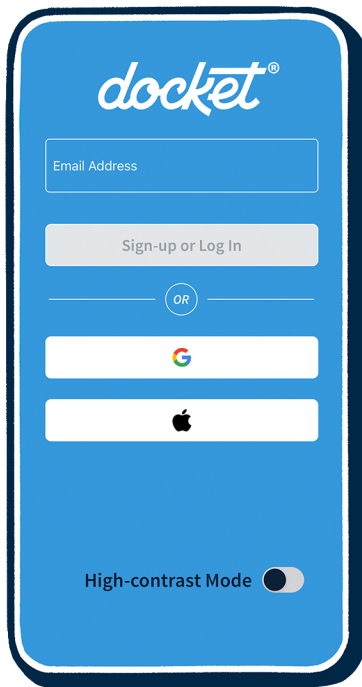 docket®
Email Address
Sign-up or Log In
OR
High-contrast Mode